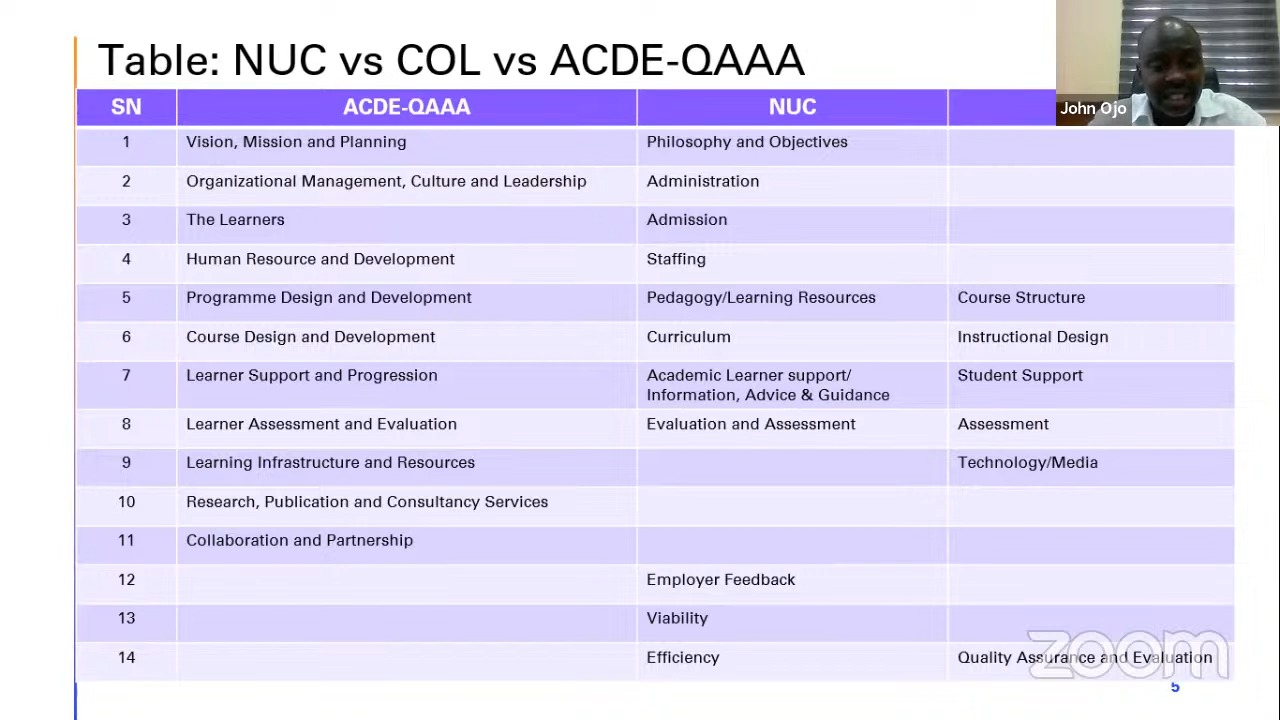 Table: NUC vs COL vs ACDE-QAAA
John Ojo
SN ACDE-QAAA NUC
1 Vision, Mission and Planning Philosophy and Objectives
2 Organizational Management, Culture and Leadership Administration
3 The Learners Admission
4 Human Resource and Development Staffing
5 Programme Design and Development Pedagogy/Learning Resources Course Structure
6 Course Design and Development Curriculum Instructional Design
7 Learner Support and Progression Academic Learner support/ Student Support
Information, Advice & Guidance
8 Learner Assessment and Evaluation Evaluation and Assessment Assessment
9 Learning Infrastructure and Resources Technology/Media
10 Research, Publication and Consultancy Services
11 Collaboration and Partnership
12 Employer Feedback
13 Viability
14 Efficiency Quality Assurance and Evaluation
zoom
5